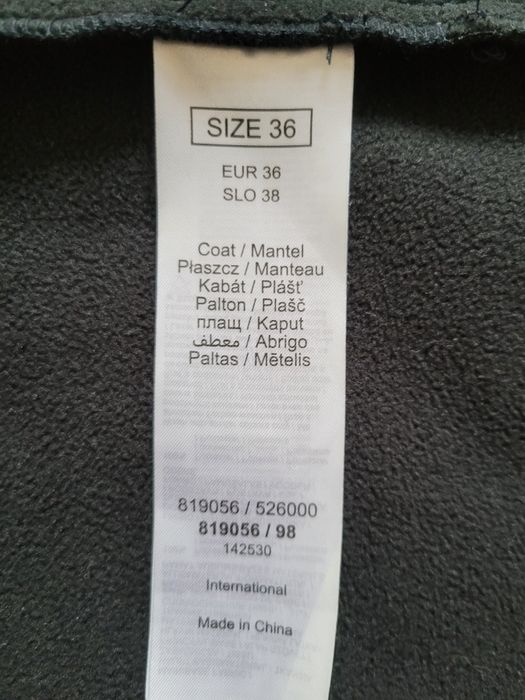 SIZE 36
EUR 36
SLO 38
Coat / Mantel
Płaszcz / Manteau
Kabát / Plášť
Palton / Plašč
плащ / Kaput
معطف / Abrigo
Paltas / Mētelis
819056 / 526000
819056 / 98
142530
International
Made in China